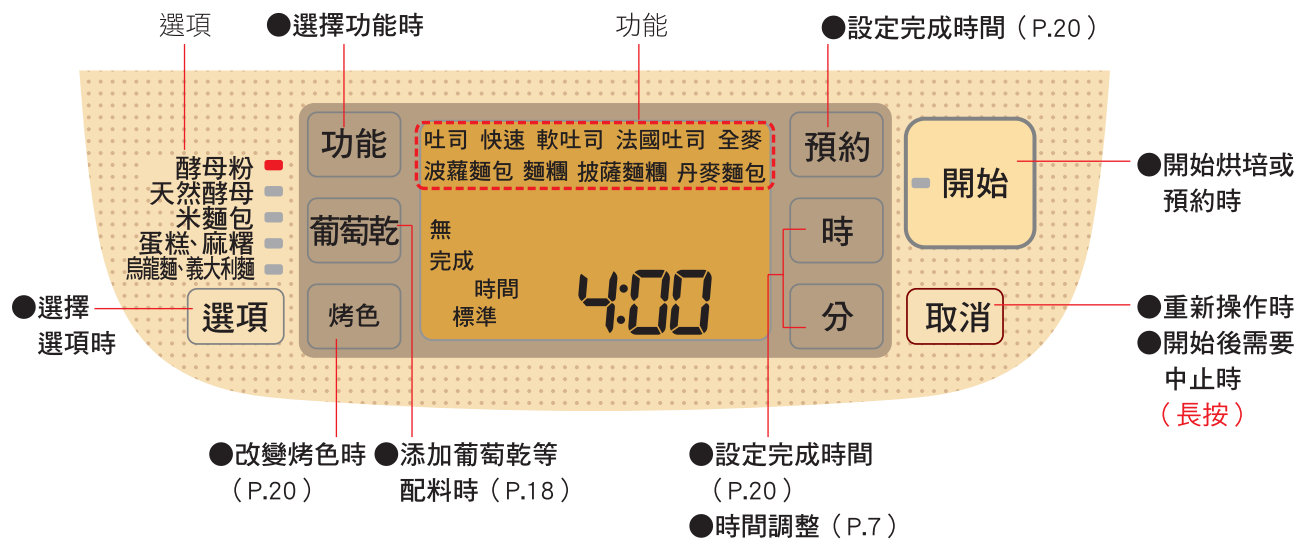 選項
●選擇功能時
功能
●設定完成時間（P.20）
功能
吐司 快速 軟吐司 法國吐司 全麥
波蘿麵包 麵糰 披薩麵糰 丹麥麵包
預約
開始
●開始烘培或
預約時
酵母粉
天然酵母
米麵包
蛋糕、麻糬
烏龍麵、義大利麵
葡萄乾
無
完成
時間
標準
4:00
時
分
●選擇
選項時
選項
烤色
取消
●重新操作時
●開始後需要
中止時
（長按）
●改變烤色時
（P.20）
●添加葡萄乾等
配料時（P.18）
●設定完成時間
（P.20）
●時間調整（P.7）